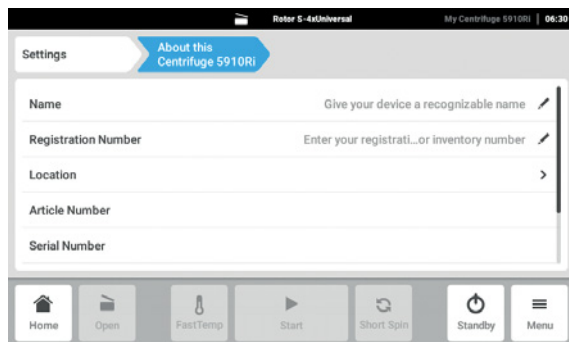 Rotor S-4xUniversal
My Centrifuge 5910Ri
06:30
Settings
About this
Centrifuge 5910Ri
Name
Give your device a recognizable name
Registration Number
Enter your registrati...or inventory number
Location
Article Number
Serial Number
Home
Open
FastTemp
Start
Short Spin
Standby
Menu